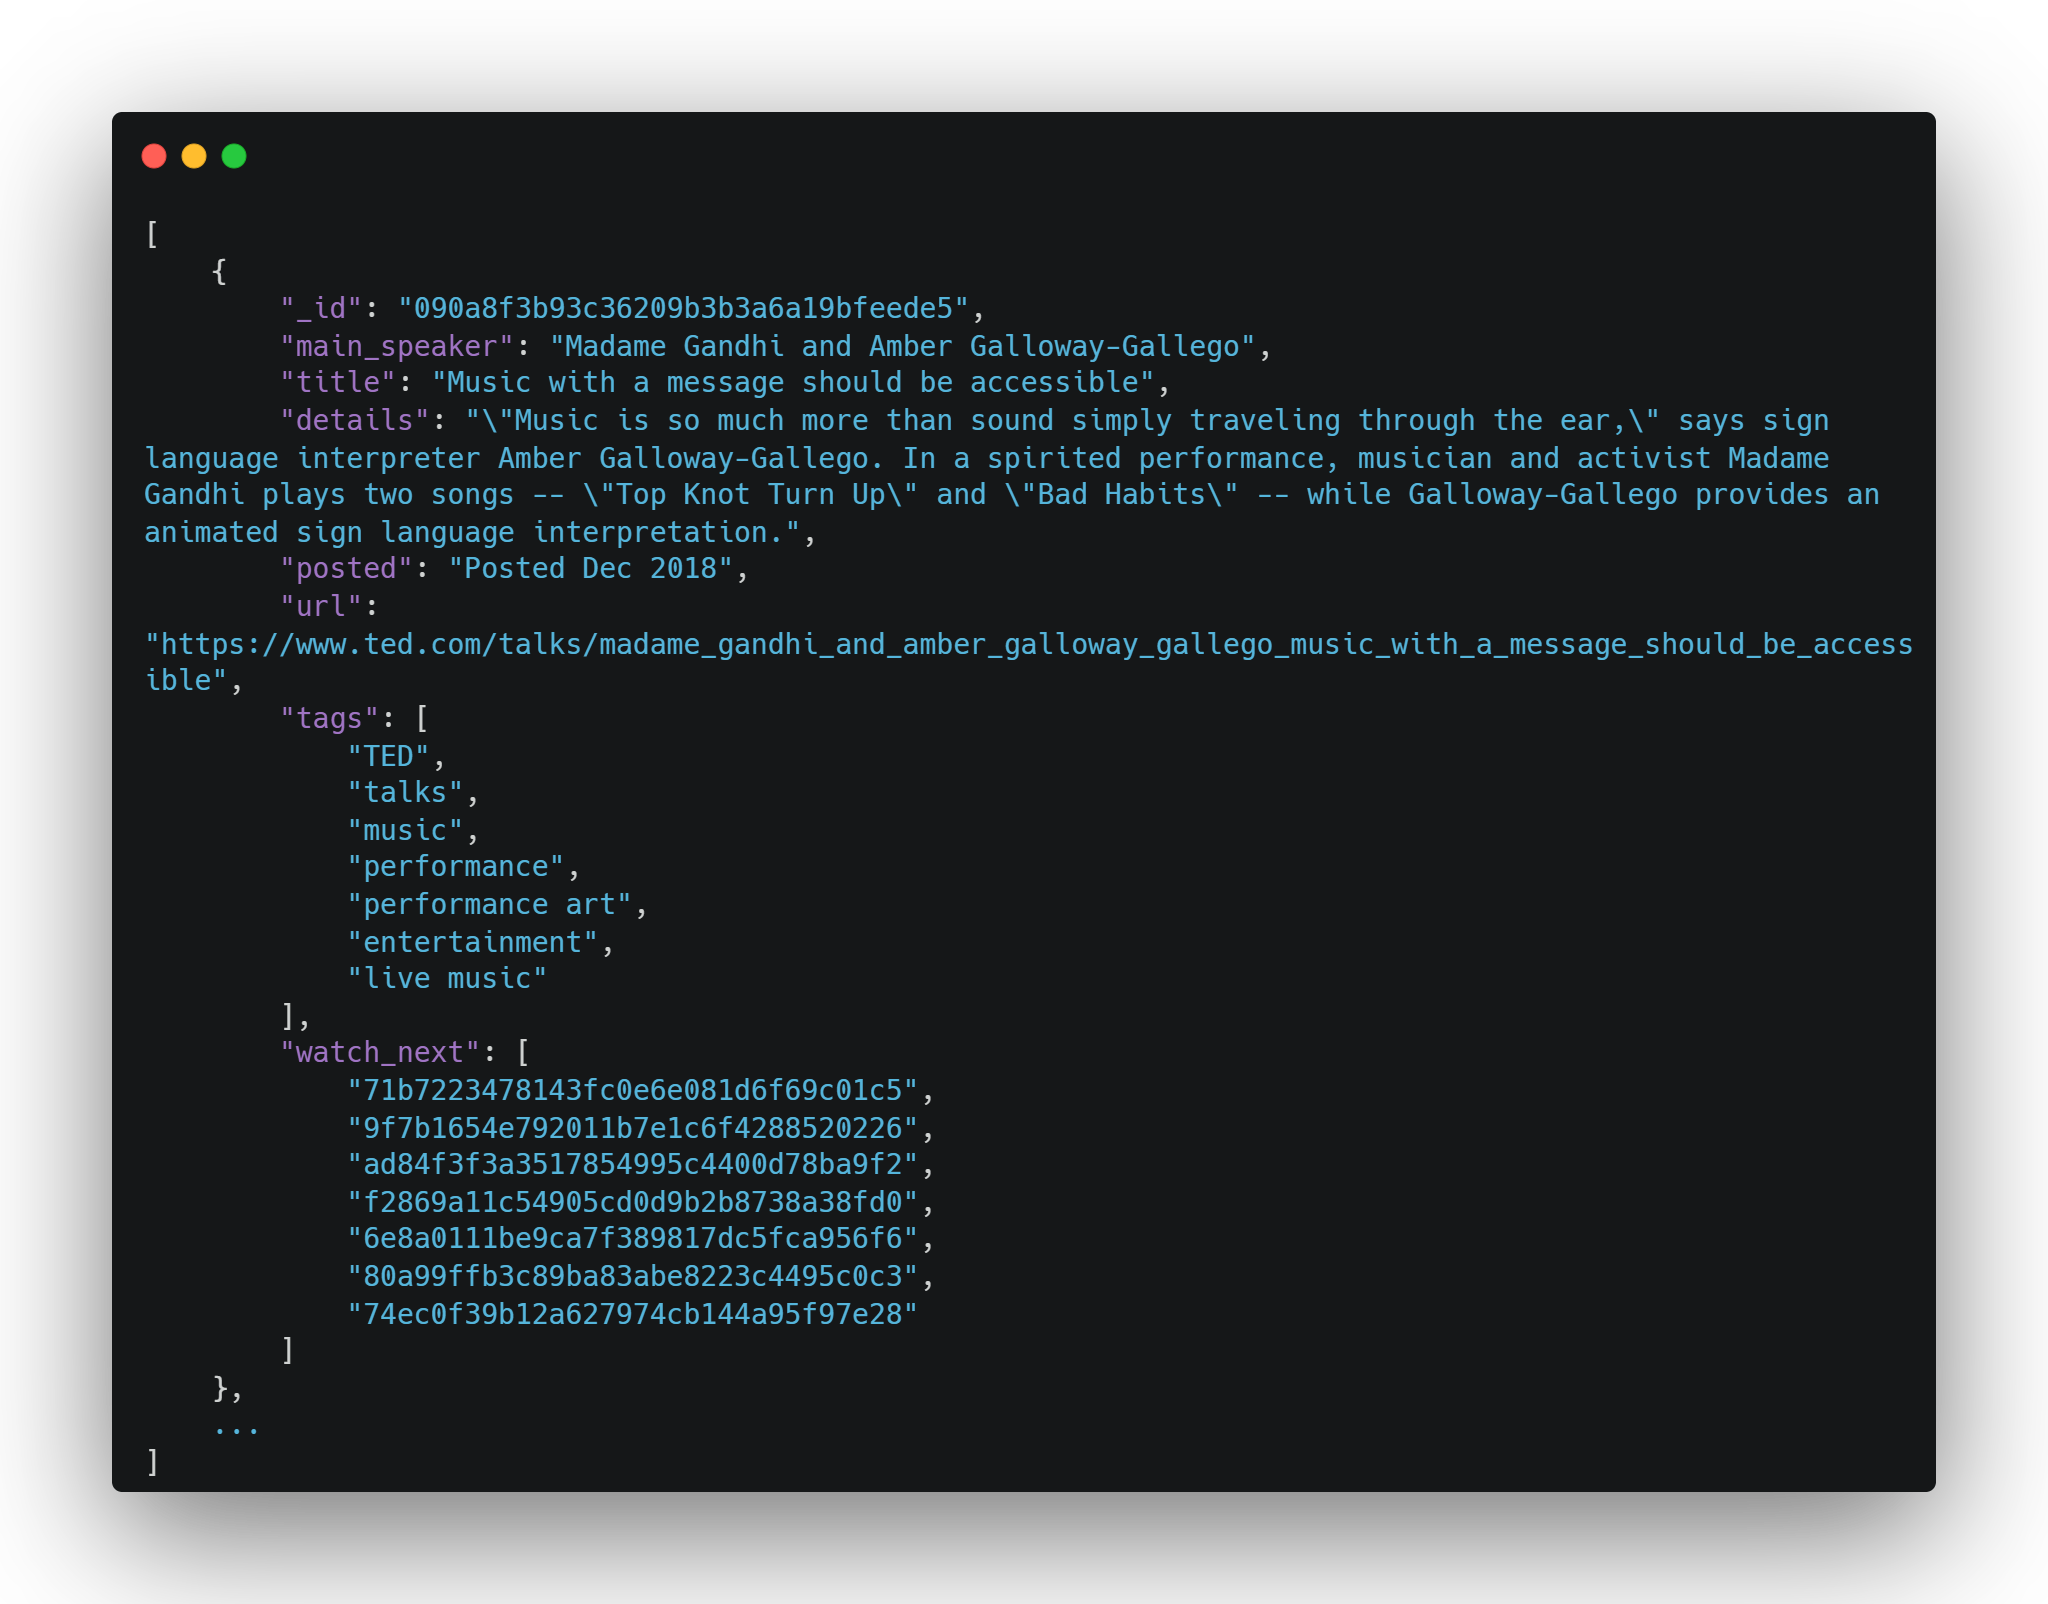 [
    {
        "_id": "090a8f3b93c36209b3b3a6a19bfeede5",
        "main_speaker": "Madame Gandhi and Amber Galloway-Gallego",
        "title": "Music with a message should be accessible",
        "details": "\"Music is so much more than sound simply traveling through the ear,\" says sign
language interpreter Amber Galloway-Gallego. In a spirited performance, musician and activist Madame
Gandhi plays two songs -- \"Top Knot Turn Up\" and \"Bad Habits\" -- while Galloway-Gallego provides an
animated sign language interpretation.",
        "posted": "Posted Dec 2018",
        "url":
"https://www.ted.com/talks/madame_gandhi_and_amber_galloway_gallego_music_with_a_message_should_be_access
ible",
        "tags": [
            "TED",
            "talks",
            "music",
            "performance",
            "performance art",
            "entertainment",
            "live music"
        ],
        "watch_next": [
            "71b7223478143fc0e6e081d6f69c01c5",
            "9f7b1654e792011b7e1c6f4288520226",
            "ad84f3f3a3517854995c4400d78ba9f2",
            "f2869a11c54905cd0d9b2b8738a38fd0",
            "6e8a0111be9ca7f389817dc5fca956f6",
            "80a99ffb3c89ba83abe8223c4495c0c3",
            "74ec0f39b12a627974cb144a95f97e28"
        ]
    },
    ...
]